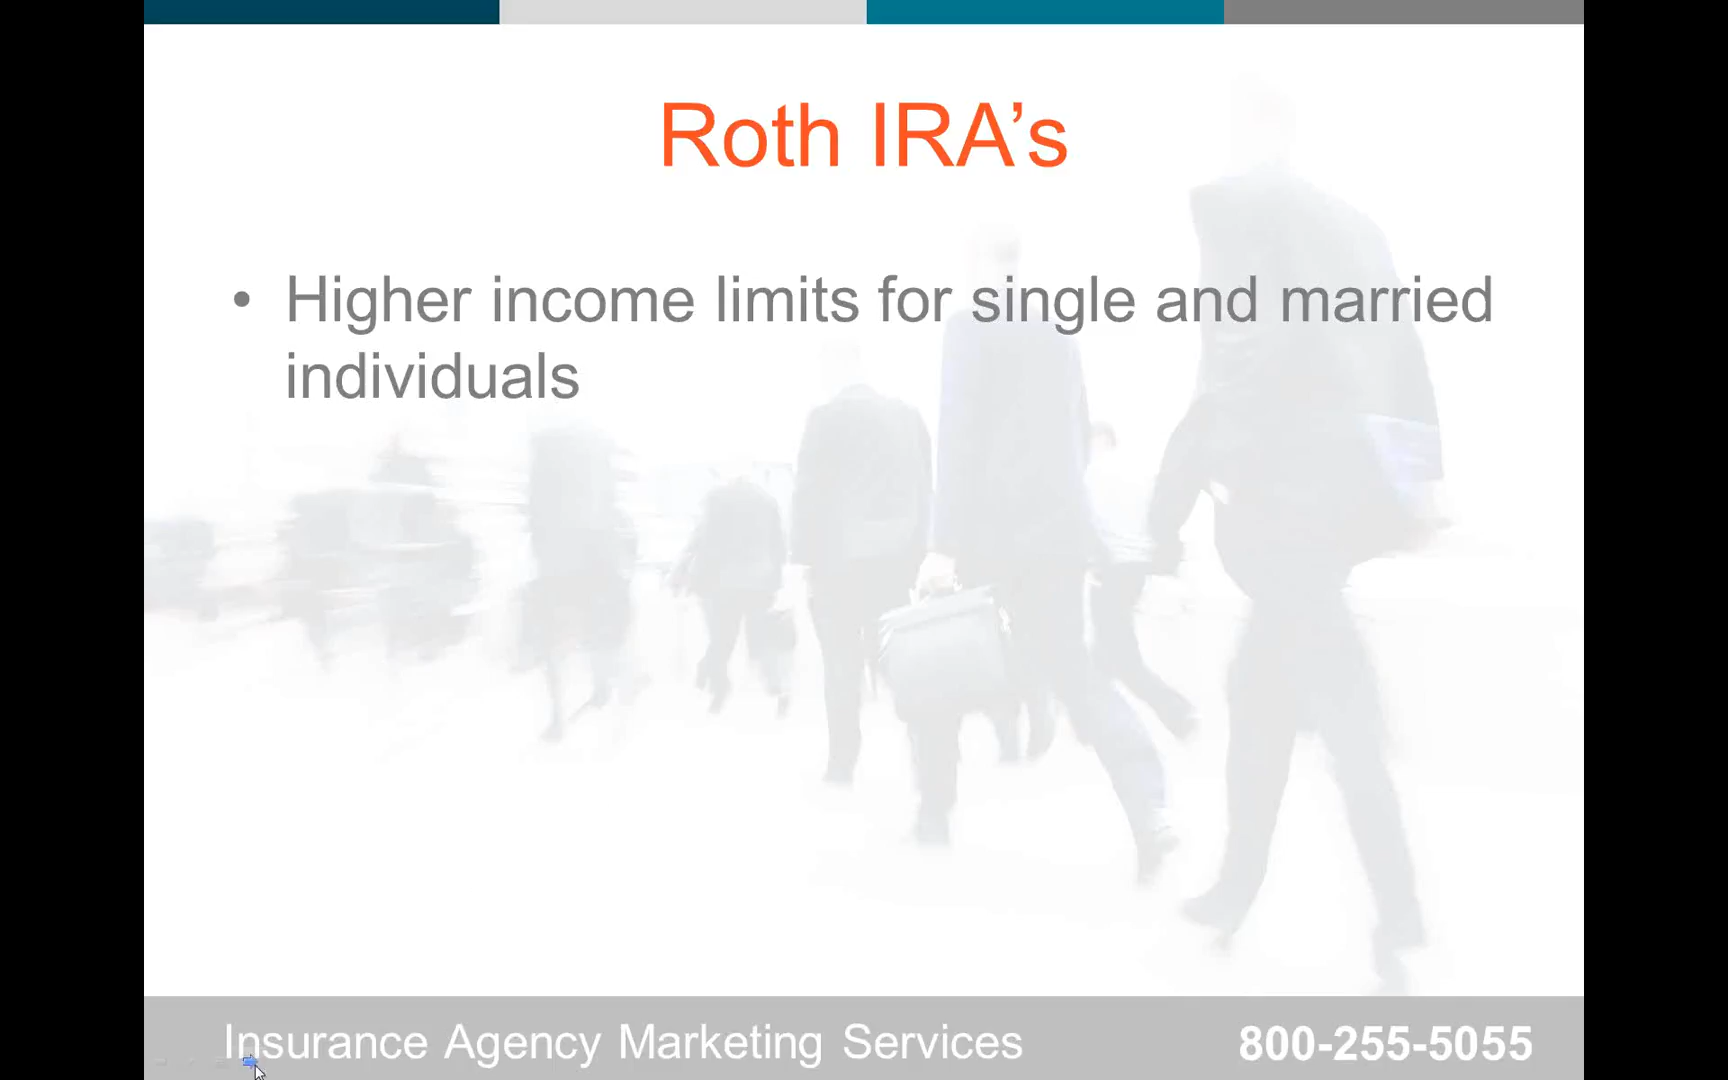 Roth IRA’s
• Higher income limits for single and married
individuals
Insurance Agency Marketing Services
800-255-5055